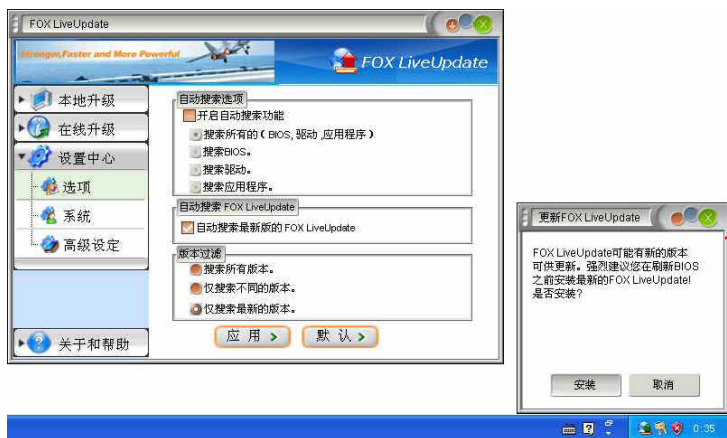 FOX LiveUpdate
Stronger,Faster and More Powerful
FOX LiveUpdate
本地升级
在线升级
设置中心
选项
系统
高级设定
关于和帮助
自动搜索选项
开启自动搜索功能
搜索所有的(BIOS,驱动,应用程序)
搜索BIOS。
搜索驱动。
搜索应用程序。
自动搜索 FOX LiveUpdate
自动搜索最新版的 FOX LiveUpdate
版本过滤
搜索所有版本。
仅搜索不同的版本。
仅搜索最新的版本。
应 用
默 认
更新FOX LiveUpdate
FOX LiveUpdate可能有新的版本
可供更新。强烈建议您在刷新BIOS
之前安装最新的FOX LiveUpdate!
是否安装?
安装
取消
0:35